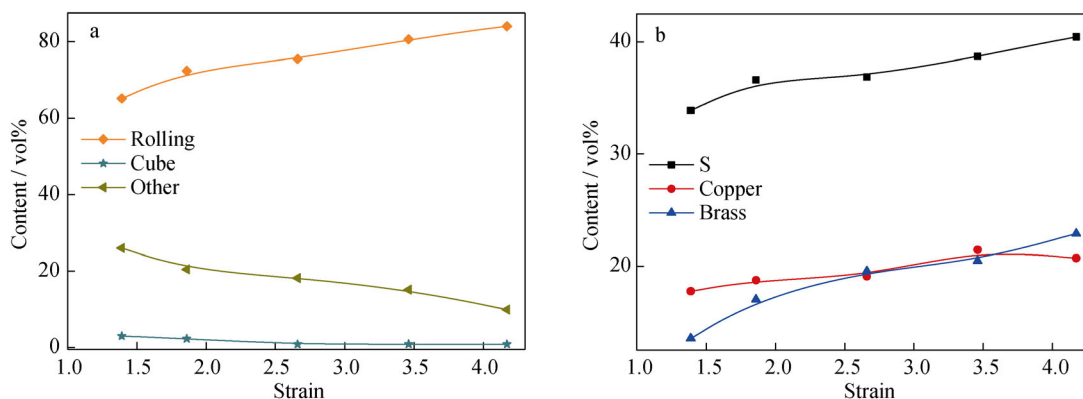 a
80
60
40
20
0
Content / vol%
Rolling
Cube
Other
1.0 1.5 2.0 2.5 3.0 3.5 4.0
Strain
b
40
30
20
Content / vol%
S
Copper
Brass
1.0 1.5 2.0 2.5 3.0 3.5 4.0
Strain